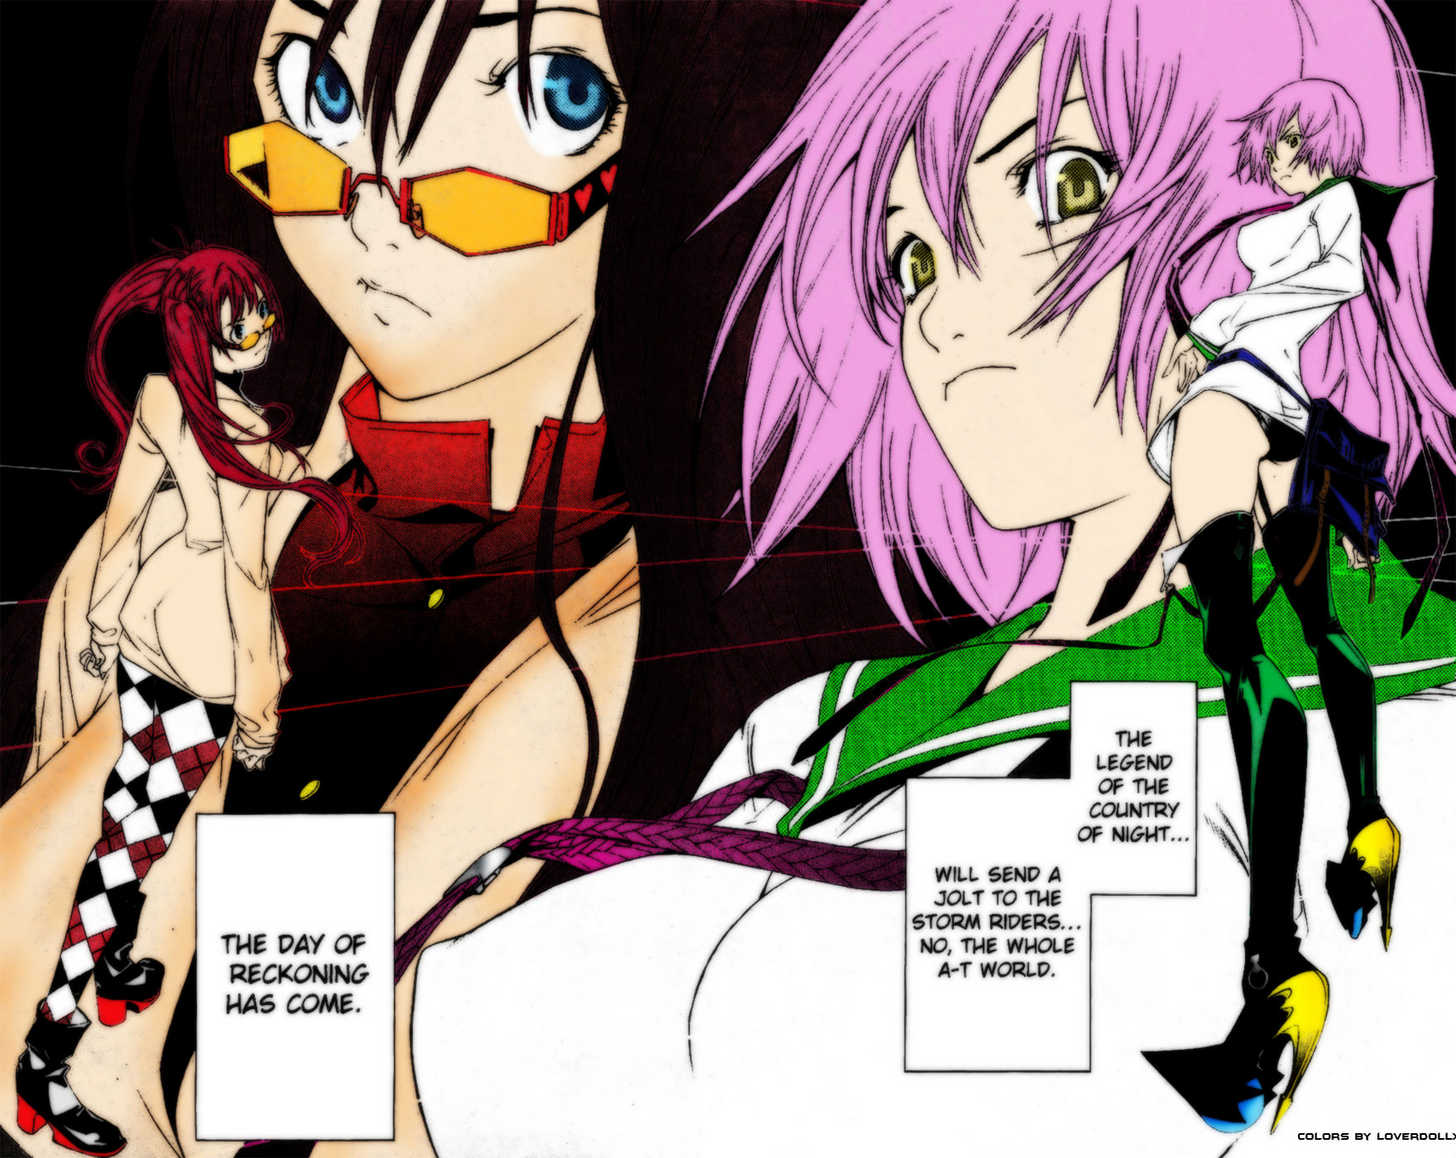 THE
LEGEND
OF THE
COUNTRY
OF NIGHT...
WILL SEND A
JOLT TO THE
STORM RIDERS...
NO, THE WHOLE
A-T WORLD.
THE DAY OF
RECKONING
HAS COME.
COLORS BY LOVERDOLLX